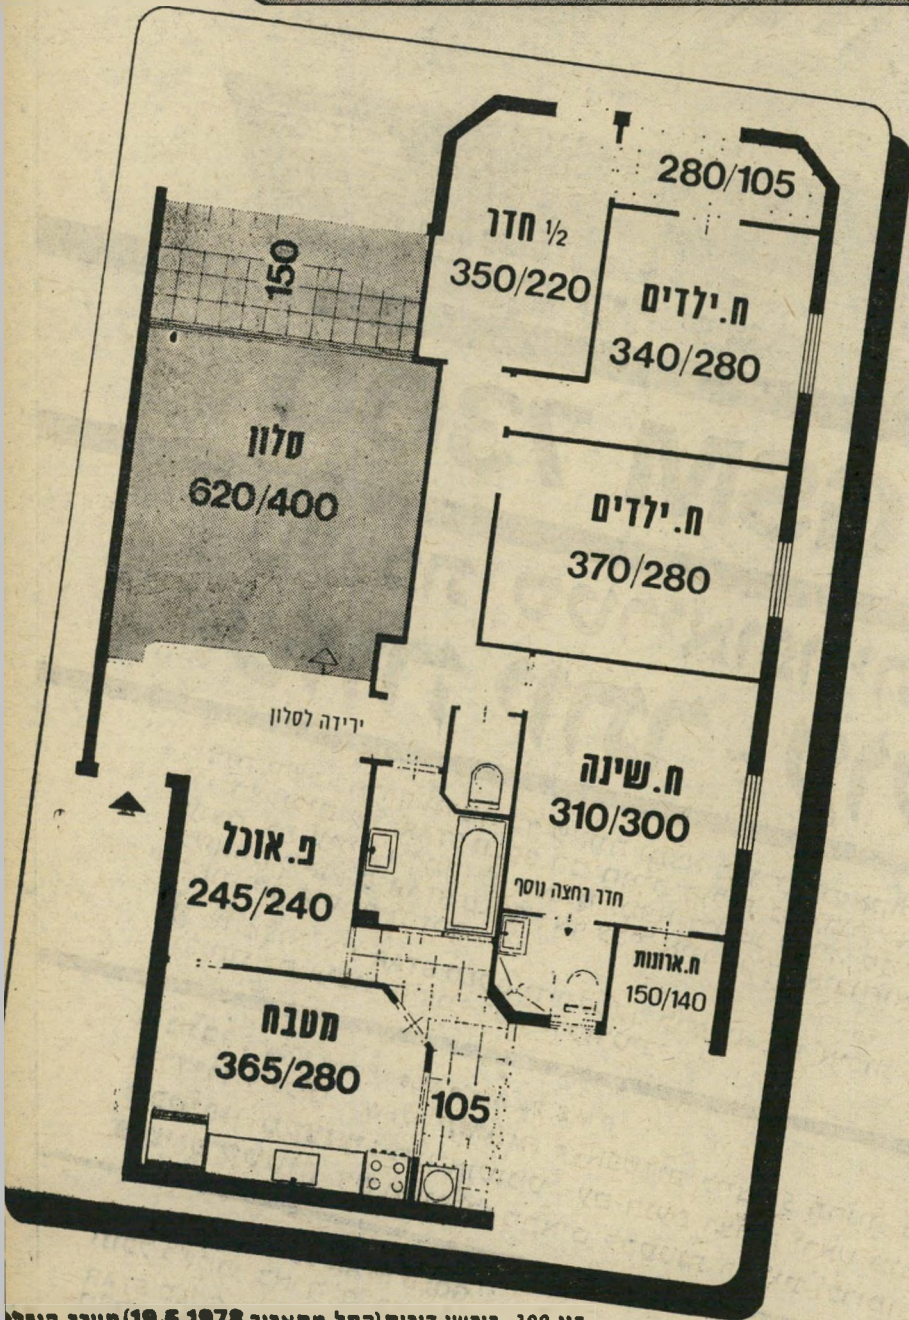 280/105
½ חדר
350/220
150
ח.ילדים
340/280
סלון
620/400
ח.ילדים
370/280
ירידה לסלון
ח.שינה
310/300
פ.אוכל
245/240
חדר רחצה נוסף
ח.ארונות
150/140
מטבח
365/280
105